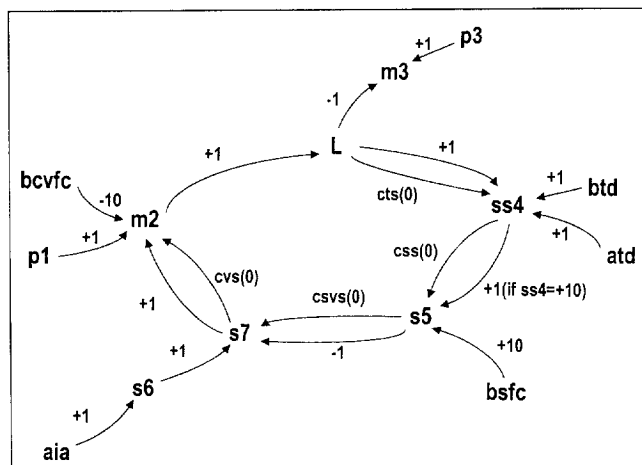 p3
+1
m3
-1
L
+1
+1
bcvfc
-10
cts(0)
+1
btd
ss4
m2
+1
p1
+1
atd
css(0)
cvs(0)
+1(if ss4=+10)
csvs(0)
+1
s7
s5
-1
+1
+10
s6
bsfc
+1
aia